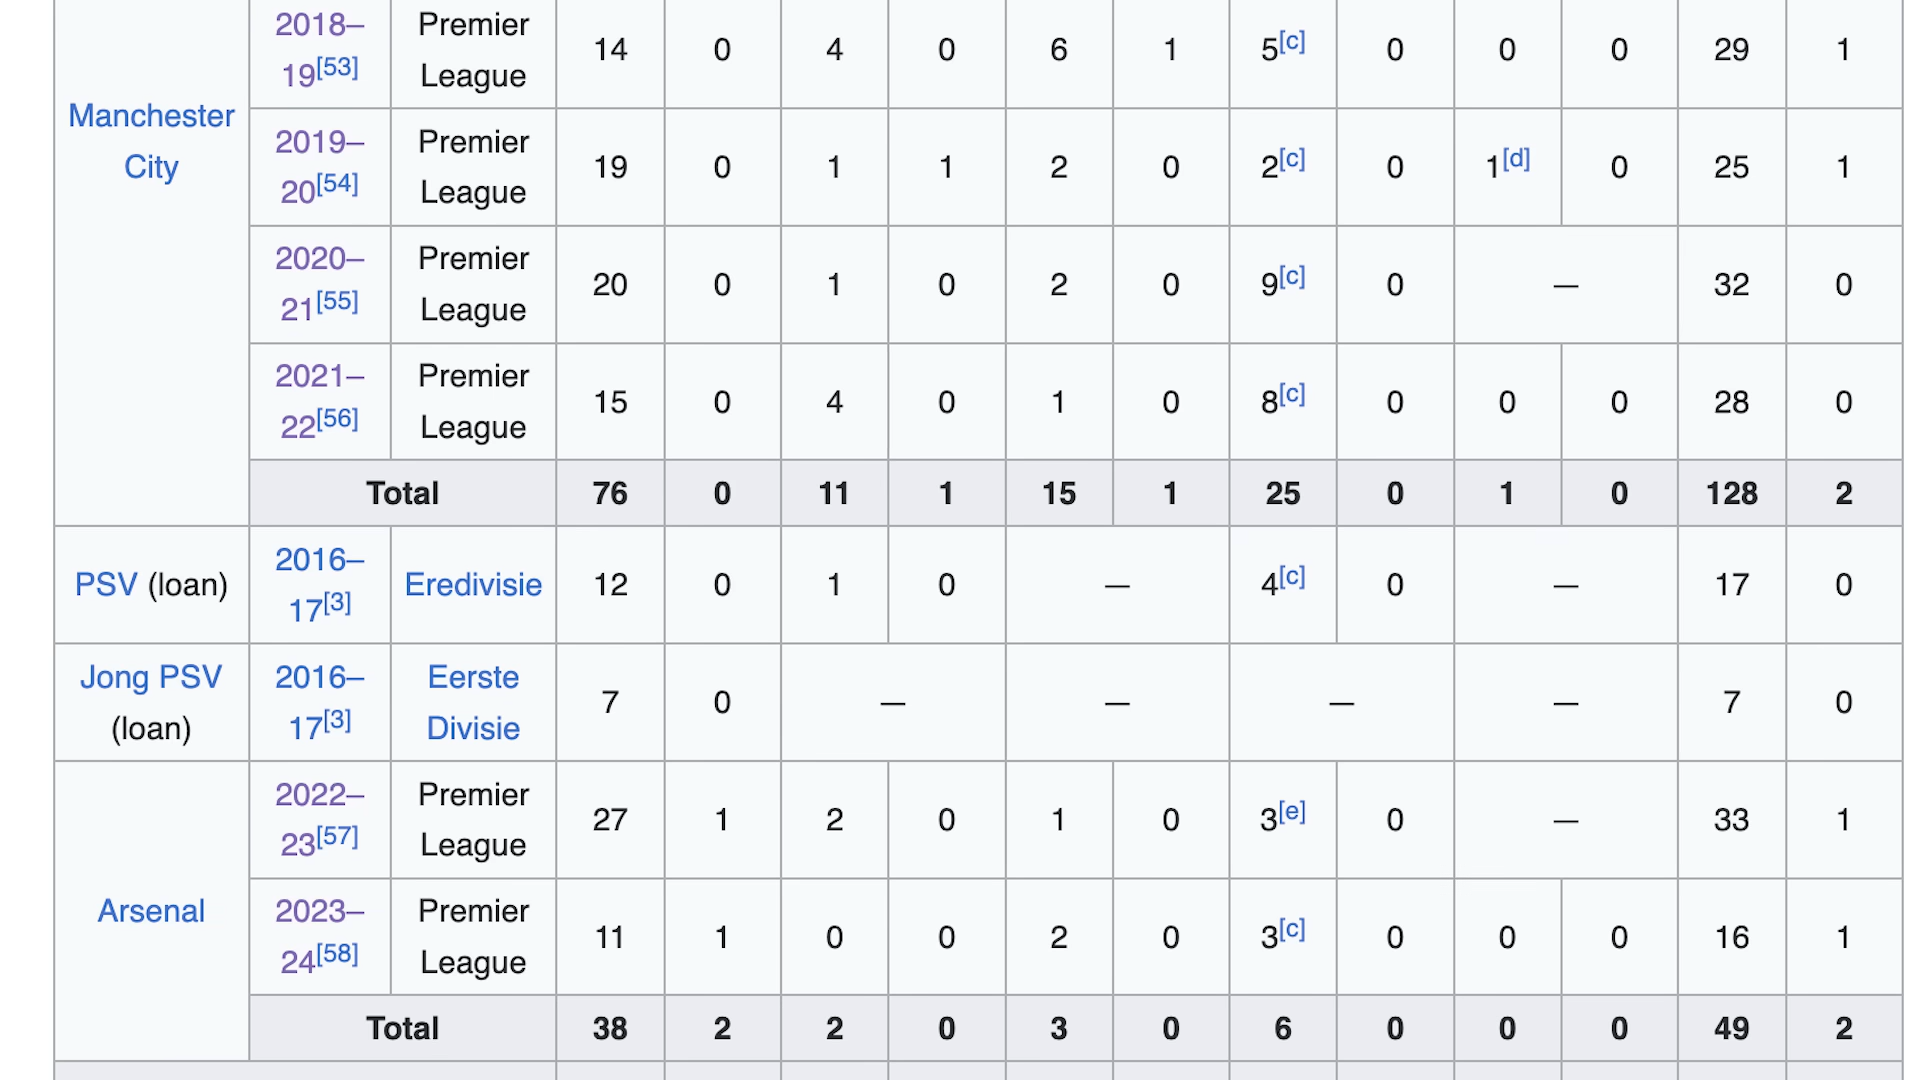 Manchester City
2018–19[53] Premier League 14 0 4 0 6 1 5[c] 0 0 0 29 1
2019–20[54] Premier League 19 0 1 1 2 0 2[c] 0 1[d] 0 25 1
2020–21[55] Premier League 20 0 1 0 2 0 9[c] 0 — 32 0
2021–22[56] Premier League 15 0 4 0 1 0 8[c] 0 0 0 28 0
Total 76 0 11 1 15 1 25 0 1 0 128 2
PSV (loan) 2016–17[3] Eredivisie 12 0 1 0 — 4[c] 0 — 17 0
Jong PSV (loan) 2016–17[3] Eerste Divisie 7 0 — — — — 7 0
Arsenal
2022–23[57] Premier League 27 1 2 0 1 0 3[e] 0 — 33 1
2023–24[58] Premier League 11 1 0 0 2 0 3[c] 0 0 0 16 1
Total 38 2 2 0 3 0 6 0 0 0 49 2